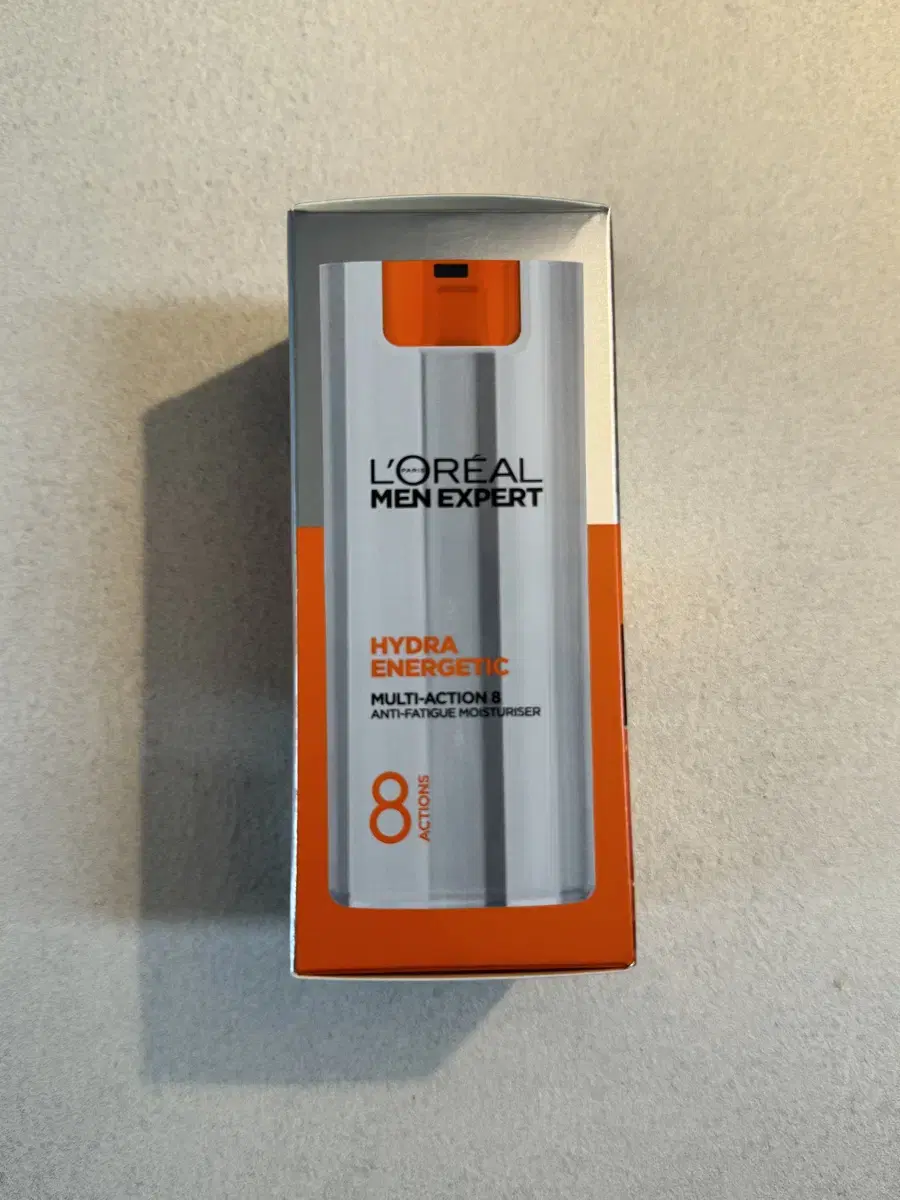 L'ORÉAL
PARIS
MEN EXPERT
HYDRA
ENERGETIC
MULTI-ACTION 8
ANTI-FATIGUE MOISTURISER
8
ACTIONS